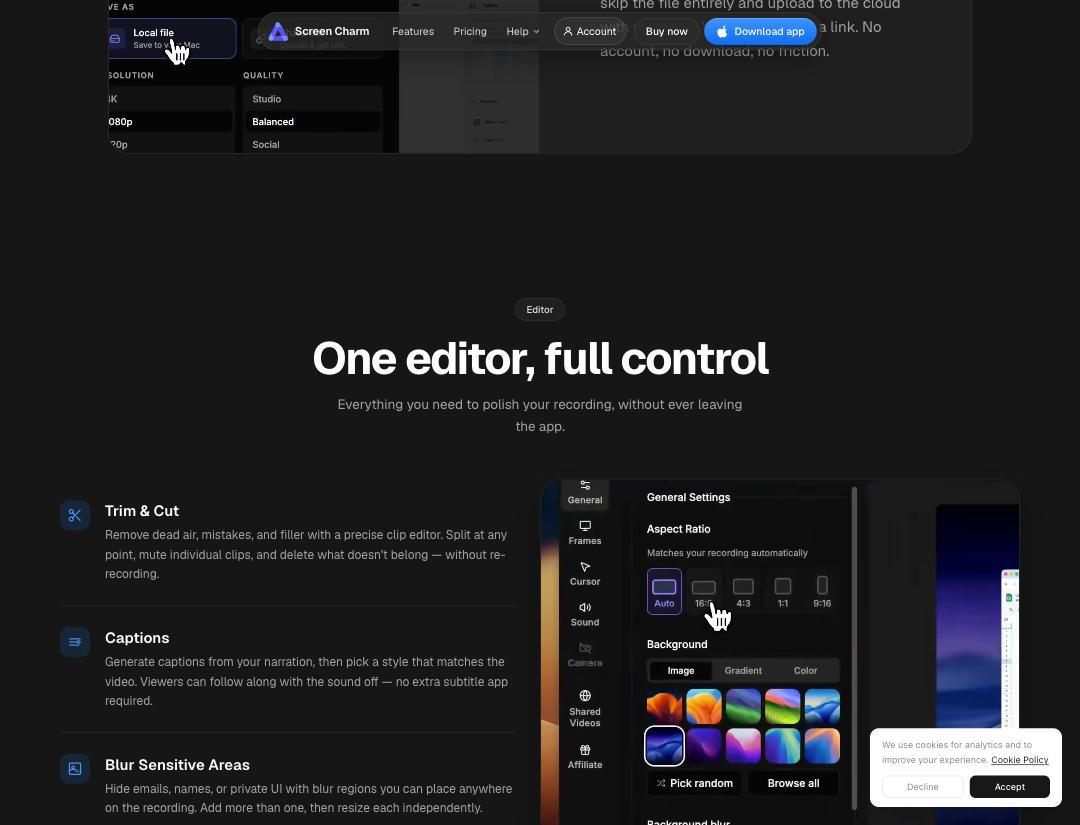 skip the file entirely and upload to the cloud
a link. No
account, no download, no friction.
Local file
Save to
Mac
Screen Charm
Features
Pricing
Help
Account
Buy now
Download app
QUALITY
Studio
1080p
Balanced
Social
Editor
One editor, full control
Everything you need to polish your recording, without ever leaving
the app.
Trim & Cut
Remove dead air, mistakes, and filler with a precise clip editor. Split at any
point, mute individual clips, and delete what doesn't belong — without re-
recording.
Captions
Generate captions from your narration, then pick a style that matches the
video. Viewers can follow along with the sound off — no extra subtitle app
required.
Blur Sensitive Areas
Hide emails, names, or private UI with blur regions you can place anywhere
on the recording. Add more than one, then resize each independently.
General
Frames
Cursor
Sound
Camera
Shared
Videos
Affiliate
General Settings
Aspect Ratio
Matches your recording automatically
Auto
16:9
4:3
1:1
9:16
Background
Image
Gradient
Color
Pick random
Browse all
Background blur
We use cookies for analytics and to
improve your experience. Cookie Policy
Decline
Accept